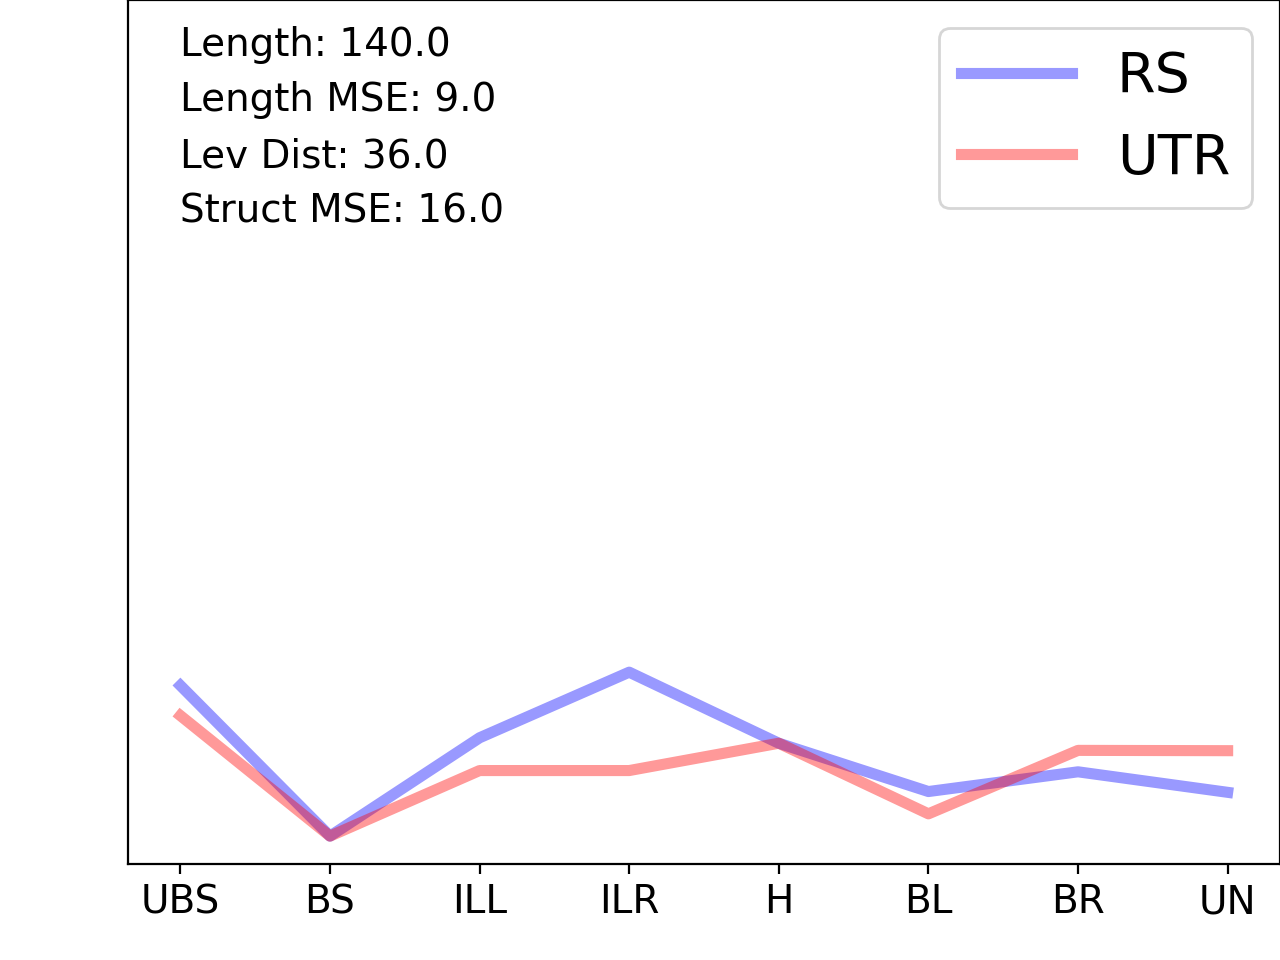 Length: 140.0
Length MSE: 9.0
Lev Dist: 36.0
Struct MSE: 16.0
RS
UTR
UBS BS ILL ILR H BL BR UN